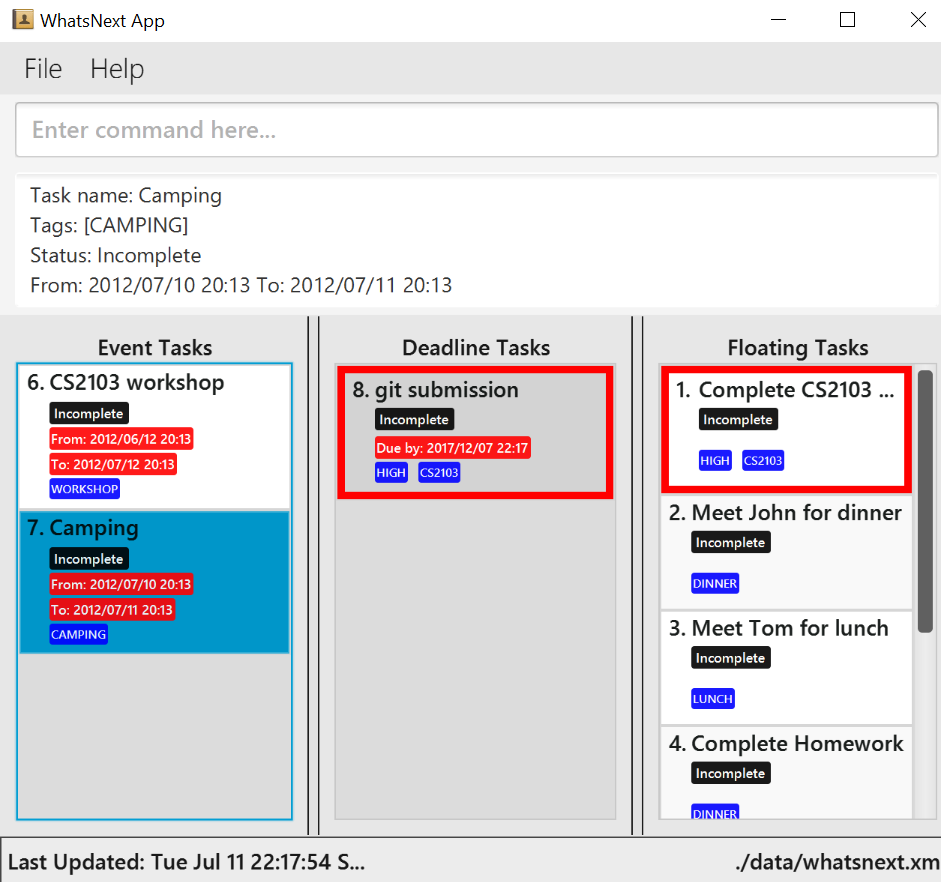 WhatsNext App
File Help
Enter command here...
Task name: Camping
Tags: [CAMPING]
Status: Incomplete
From: 2012/07/10 20:13 To: 2012/07/11 20:13
Event Tasks
6. CS2103 workshop
Incomplete
From: 2012/06/12 20:13
To: 2012/07/12 20:13
WORKSHOP
7. Camping
Incomplete
From: 2012/07/10 20:13
To: 2012/07/11 20:13
CAMPING
Deadline Tasks
8. git submission
Incomplete
Due by: 2017/12/07 22:17
HIGH CS2103
Floating Tasks
1. Complete CS2103 ...
Incomplete
HIGH CS2103
2. Meet John for dinner
Incomplete
DINNER
3. Meet Tom for lunch
Incomplete
LUNCH
4. Complete Homework
Incomplete
DINNER
Last Updated: Tue Jul 11 22:17:54 S...
./data/whatsnext.xm